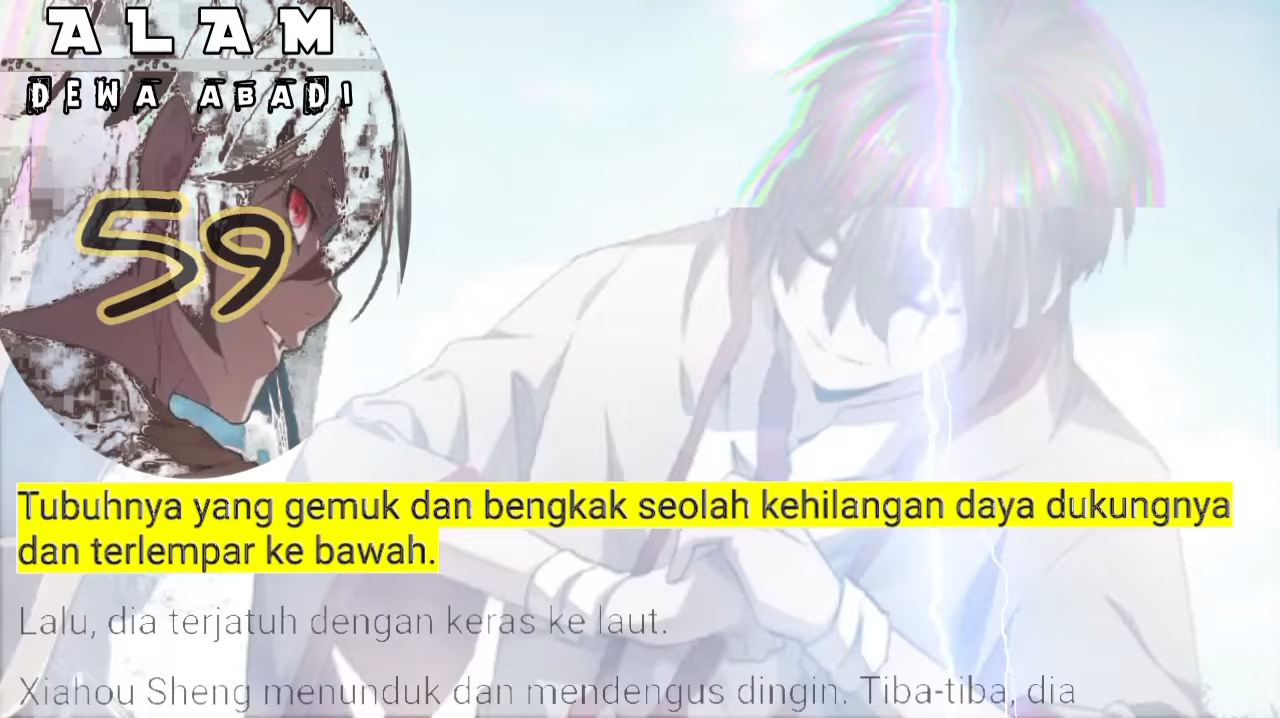 ALAM
DEWA ABADI
59
Tubuhnya yang gemuk dan bengkak seolah kehilangan daya dukungnya
dan terlempar ke bawah.
Lalu, dia terjatuh dengan keras ke laut.
Xiahou Sheng menunduk dan mendengus dingin. Tiba-tiba, dia